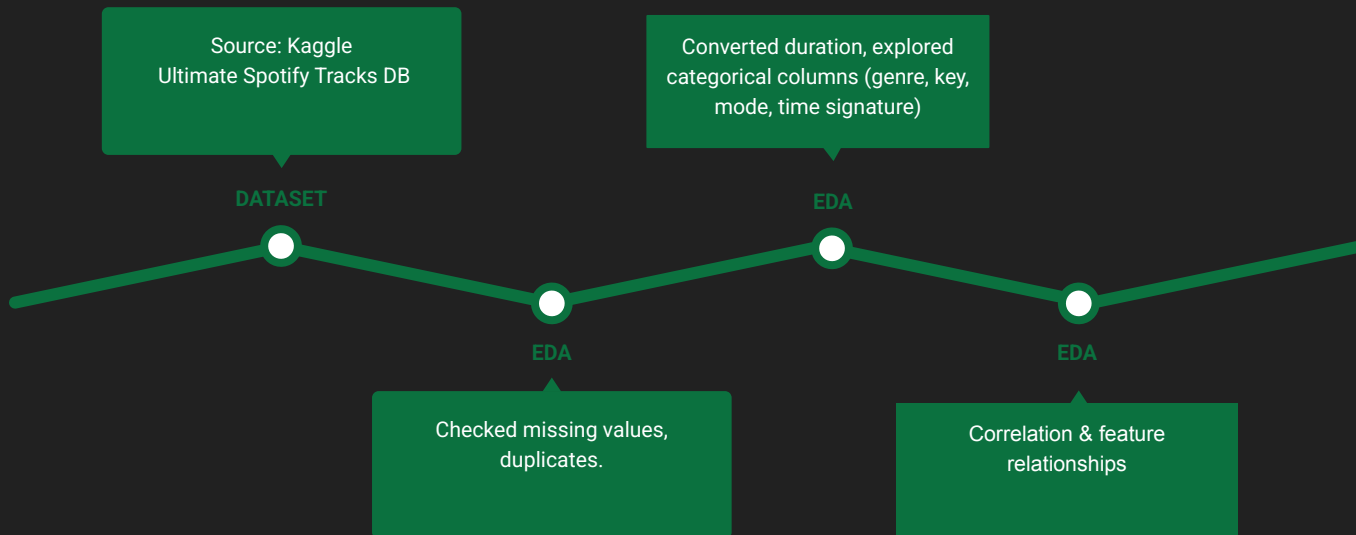 Source: Kaggle
Ultimate Spotify Tracks DB
DATASET
EDA
Checked missing values,
duplicates.
Converted duration, explored
categorical columns (genre, key,
mode, time signature)
EDA
EDA
Correlation & feature
relationships